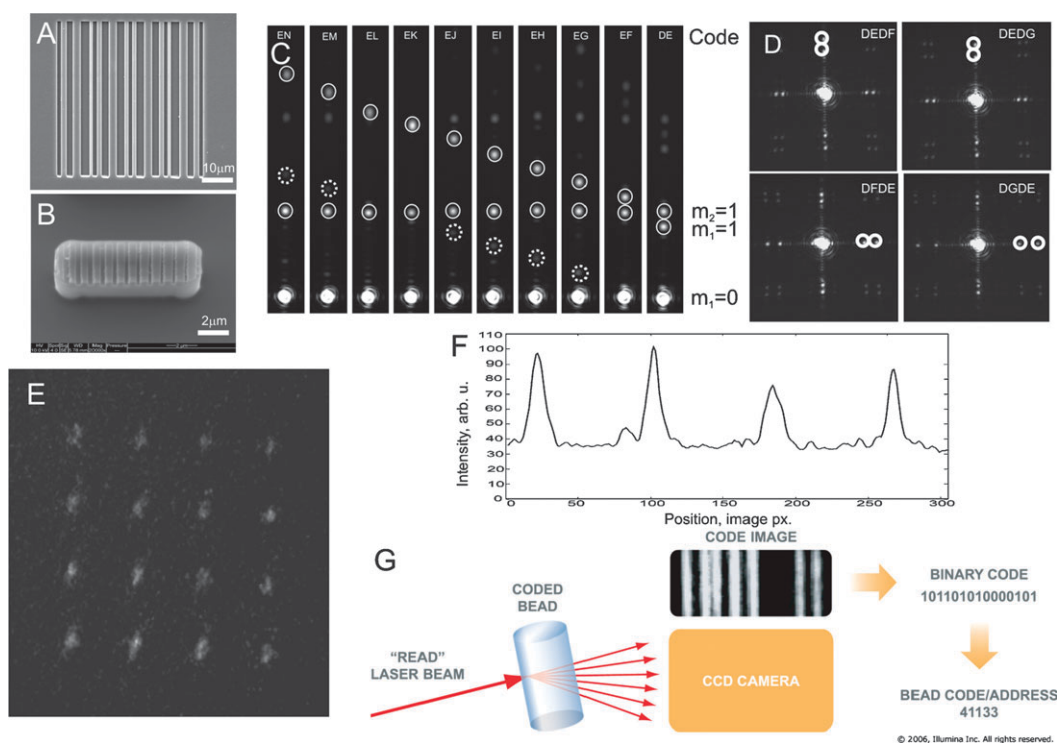 A
10μm
B
2μm
EN EM EL EK EJ EI EH EG EF DE
C
Code
m₂=1
m₁=1
m₁=0
D
DEDF
DEDG
DFDE
DGDE
E
F
Intensity, arb. u.
110
100
90
80
70
60
50
40
30
20
10
0
0 50 100 150 200 250 300
Position, image px.
G
CODE IMAGE
CODED
BEAD
"READ"
LASER BEAM
CCD CAMERA
BINARY CODE
101101010000101
BEAD CODE/ADDRESS
41133
© 2006, Illumina Inc. All rights reserved.